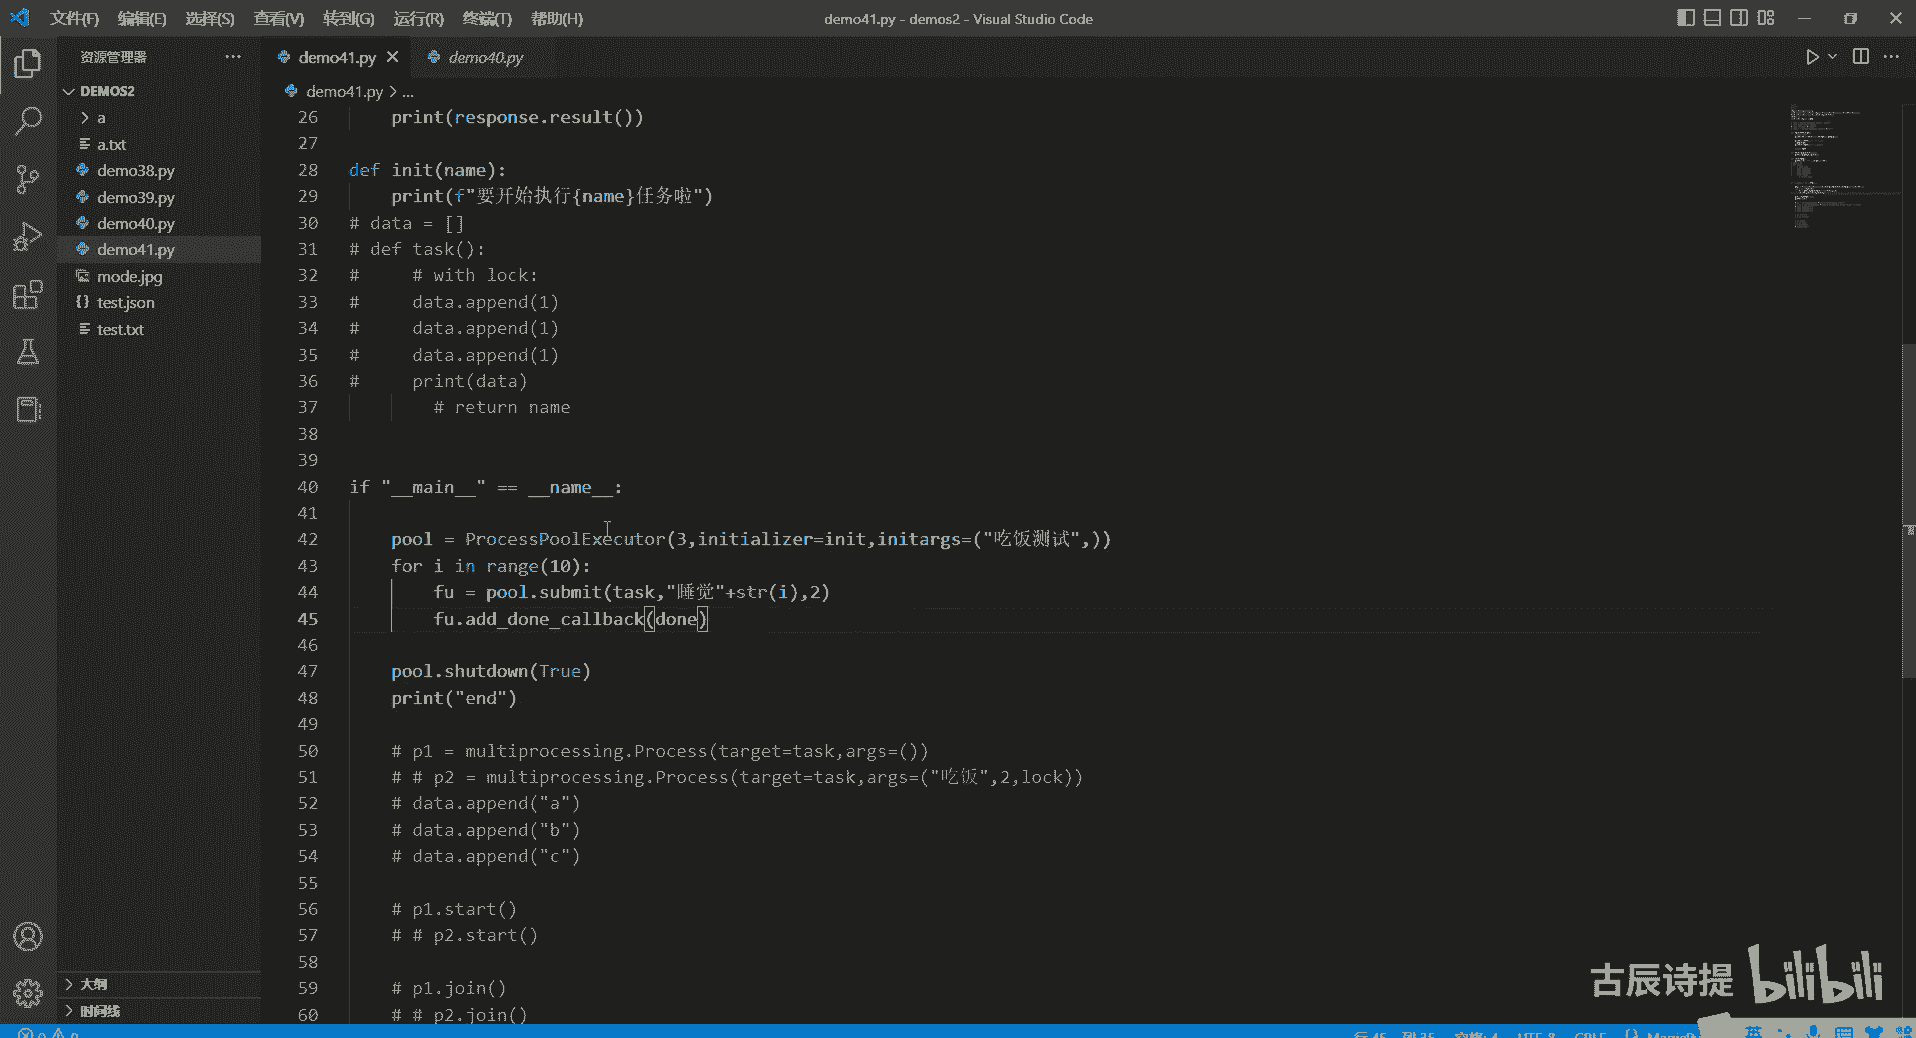 文件(F) 编辑(E) 选择(S) 查看(V) 转到(G) 运行(R) 终端(T) 帮助(H)
demo41.py - demos2 - Visual Studio Code
资源管理器
demo41.py
demo40.py
DEMOS2
a
a.txt
demo38.py
demo39.py
demo40.py
demo41.py
mode.jpg
{} test.json
test.txt
大纲
时间线
demo41.py > ...
26 print(response.result())
27
28 def init(name):
29 print(f"要开始执行{name}任务啦")
30 # data = []
31 # def task():
32 # # with lock:
33 # data.append(1)
34 # data.append(1)
35 # data.append(1)
36 # print(data)
37 # return name
38
39
40 if "__main__" == __name__:
41
42 pool = ProcessPoolExecutor(3,initializer=init,initargs=("吃饭测试",))
43 for i in range(10):
44 fu = pool.submit(task,"睡觉"+str(i),2)
45 fu.add_done_callback(done)
46
47 pool.shutdown(True)
48 print("end")
49
50 # p1 = multiprocessing.Process(target=task,args=())
51 # # p2 = multiprocessing.Process(target=task,args=("吃饭",2,lock))
52 # data.append("a")
53 # data.append("b")
54 # data.append("c")
55
56 # p1.start()
57 # # p2.start()
58
59 # p1.join()
60 # # p2.join()
古辰诗提 bilibili
英